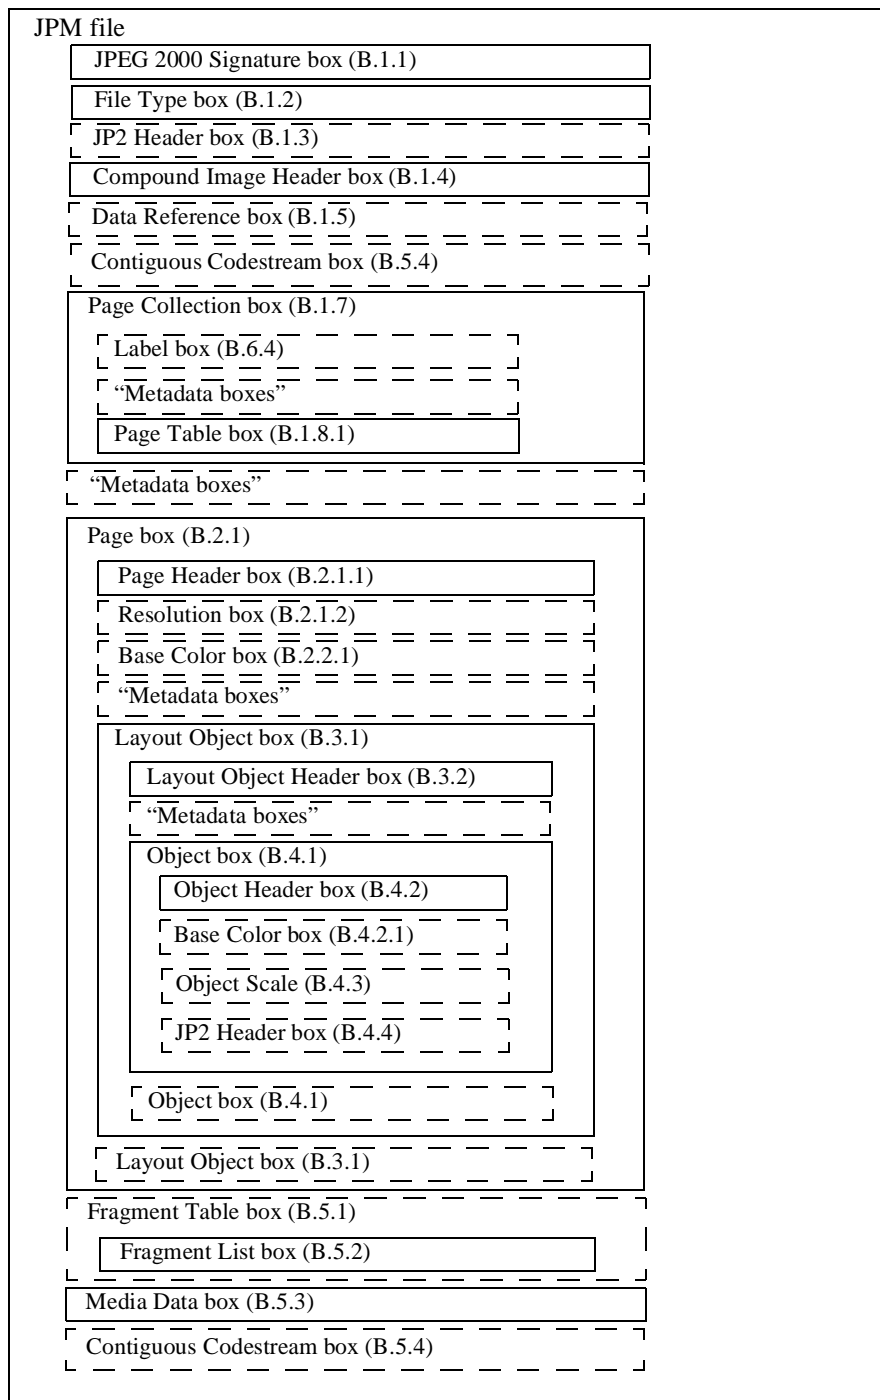 JPM file
JPEG 2000 Signature box (B.1.1)
File Type box (B.1.2)
JP2 Header box (B.1.3)
Compound Image Header box (B.1.4)
Data Reference box (B.1.5)
Contiguous Codestream box (B.5.4)
Page Collection box (B.1.7)
Label box (B.6.4)
“Metadata boxes”
Page Table box (B.1.8.1)
“Metadata boxes”
Page box (B.2.1)
Page Header box (B.2.1.1)
Resolution box (B.2.1.2)
Base Color box (B.2.2.1)
“Metadata boxes”
Layout Object box (B.3.1)
Layout Object Header box (B.3.2)
“Metadata boxes”
Object box (B.4.1)
Object Header box (B.4.2)
Base Color box (B.4.2.1)
Object Scale (B.4.3)
JP2 Header box (B.4.4)
Object box (B.4.1)
Layout Object box (B.3.1)
Fragment Table box (B.5.1)
Fragment List box (B.5.2)
Media Data box (B.5.3)
Contiguous Codestream box (B.5.4)